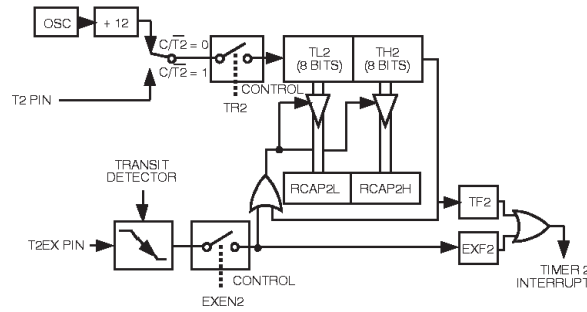 OSC
÷ 12
C/T2 = 0
C/T2 = 1
T2 PIN
CONTROL
TR2
TL2
(8 BITS)
TH2
(8 BITS)
RCAP2L
RCAP2H
TRANSIT
DETECTOR
T2EX PIN
CONTROL
EXEN2
TF2
EXF2
TIMER 2
INTERRUPT